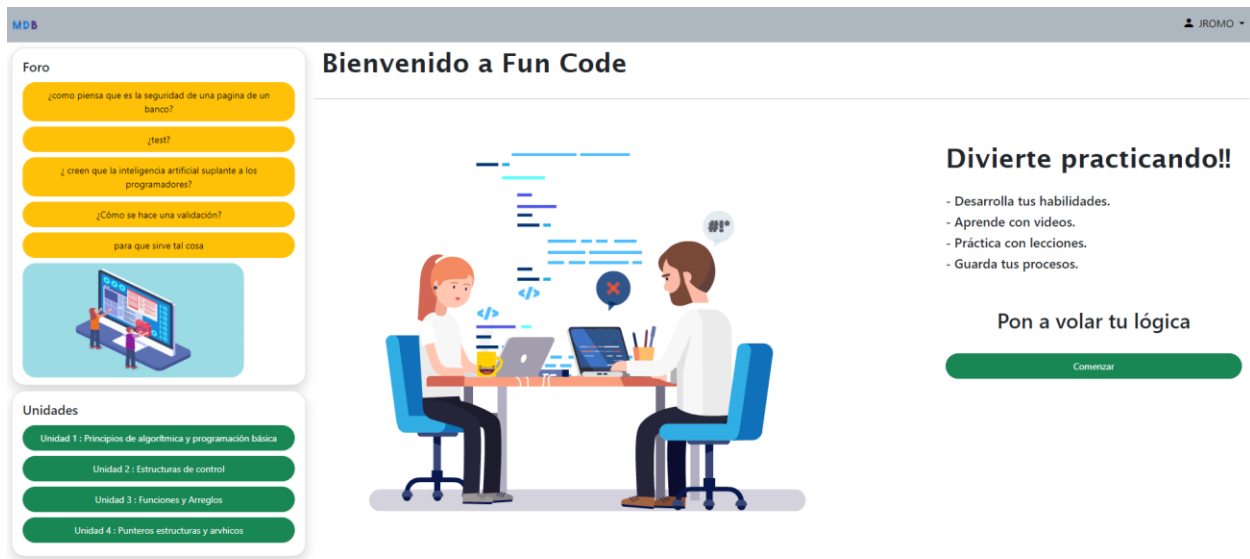 MDB
JROMO
Foro
¿como piensa que es la seguridad de una pagina de un
banco?
¿test?
¿ creen que la inteligencia artificial suplante a los
programadores?
¿Cómo se hace una validación?
para que sirve tal cosa
Unidades
Unidad 1 : Principios de algorítmica y programación básica
Unidad 2 : Estructuras de control
Unidad 3 : Funciones y Arreglos
Unidad 4 : Punteros estructuras y arvhicos
Bienvenido a Fun Code
#!*
</>
</>
Divierte practicando!!
- Desarrolla tus habilidades.
- Aprende con videos.
- Práctica con lecciones.
- Guarda tus procesos.
Pon a volar tu lógica
Comenzar